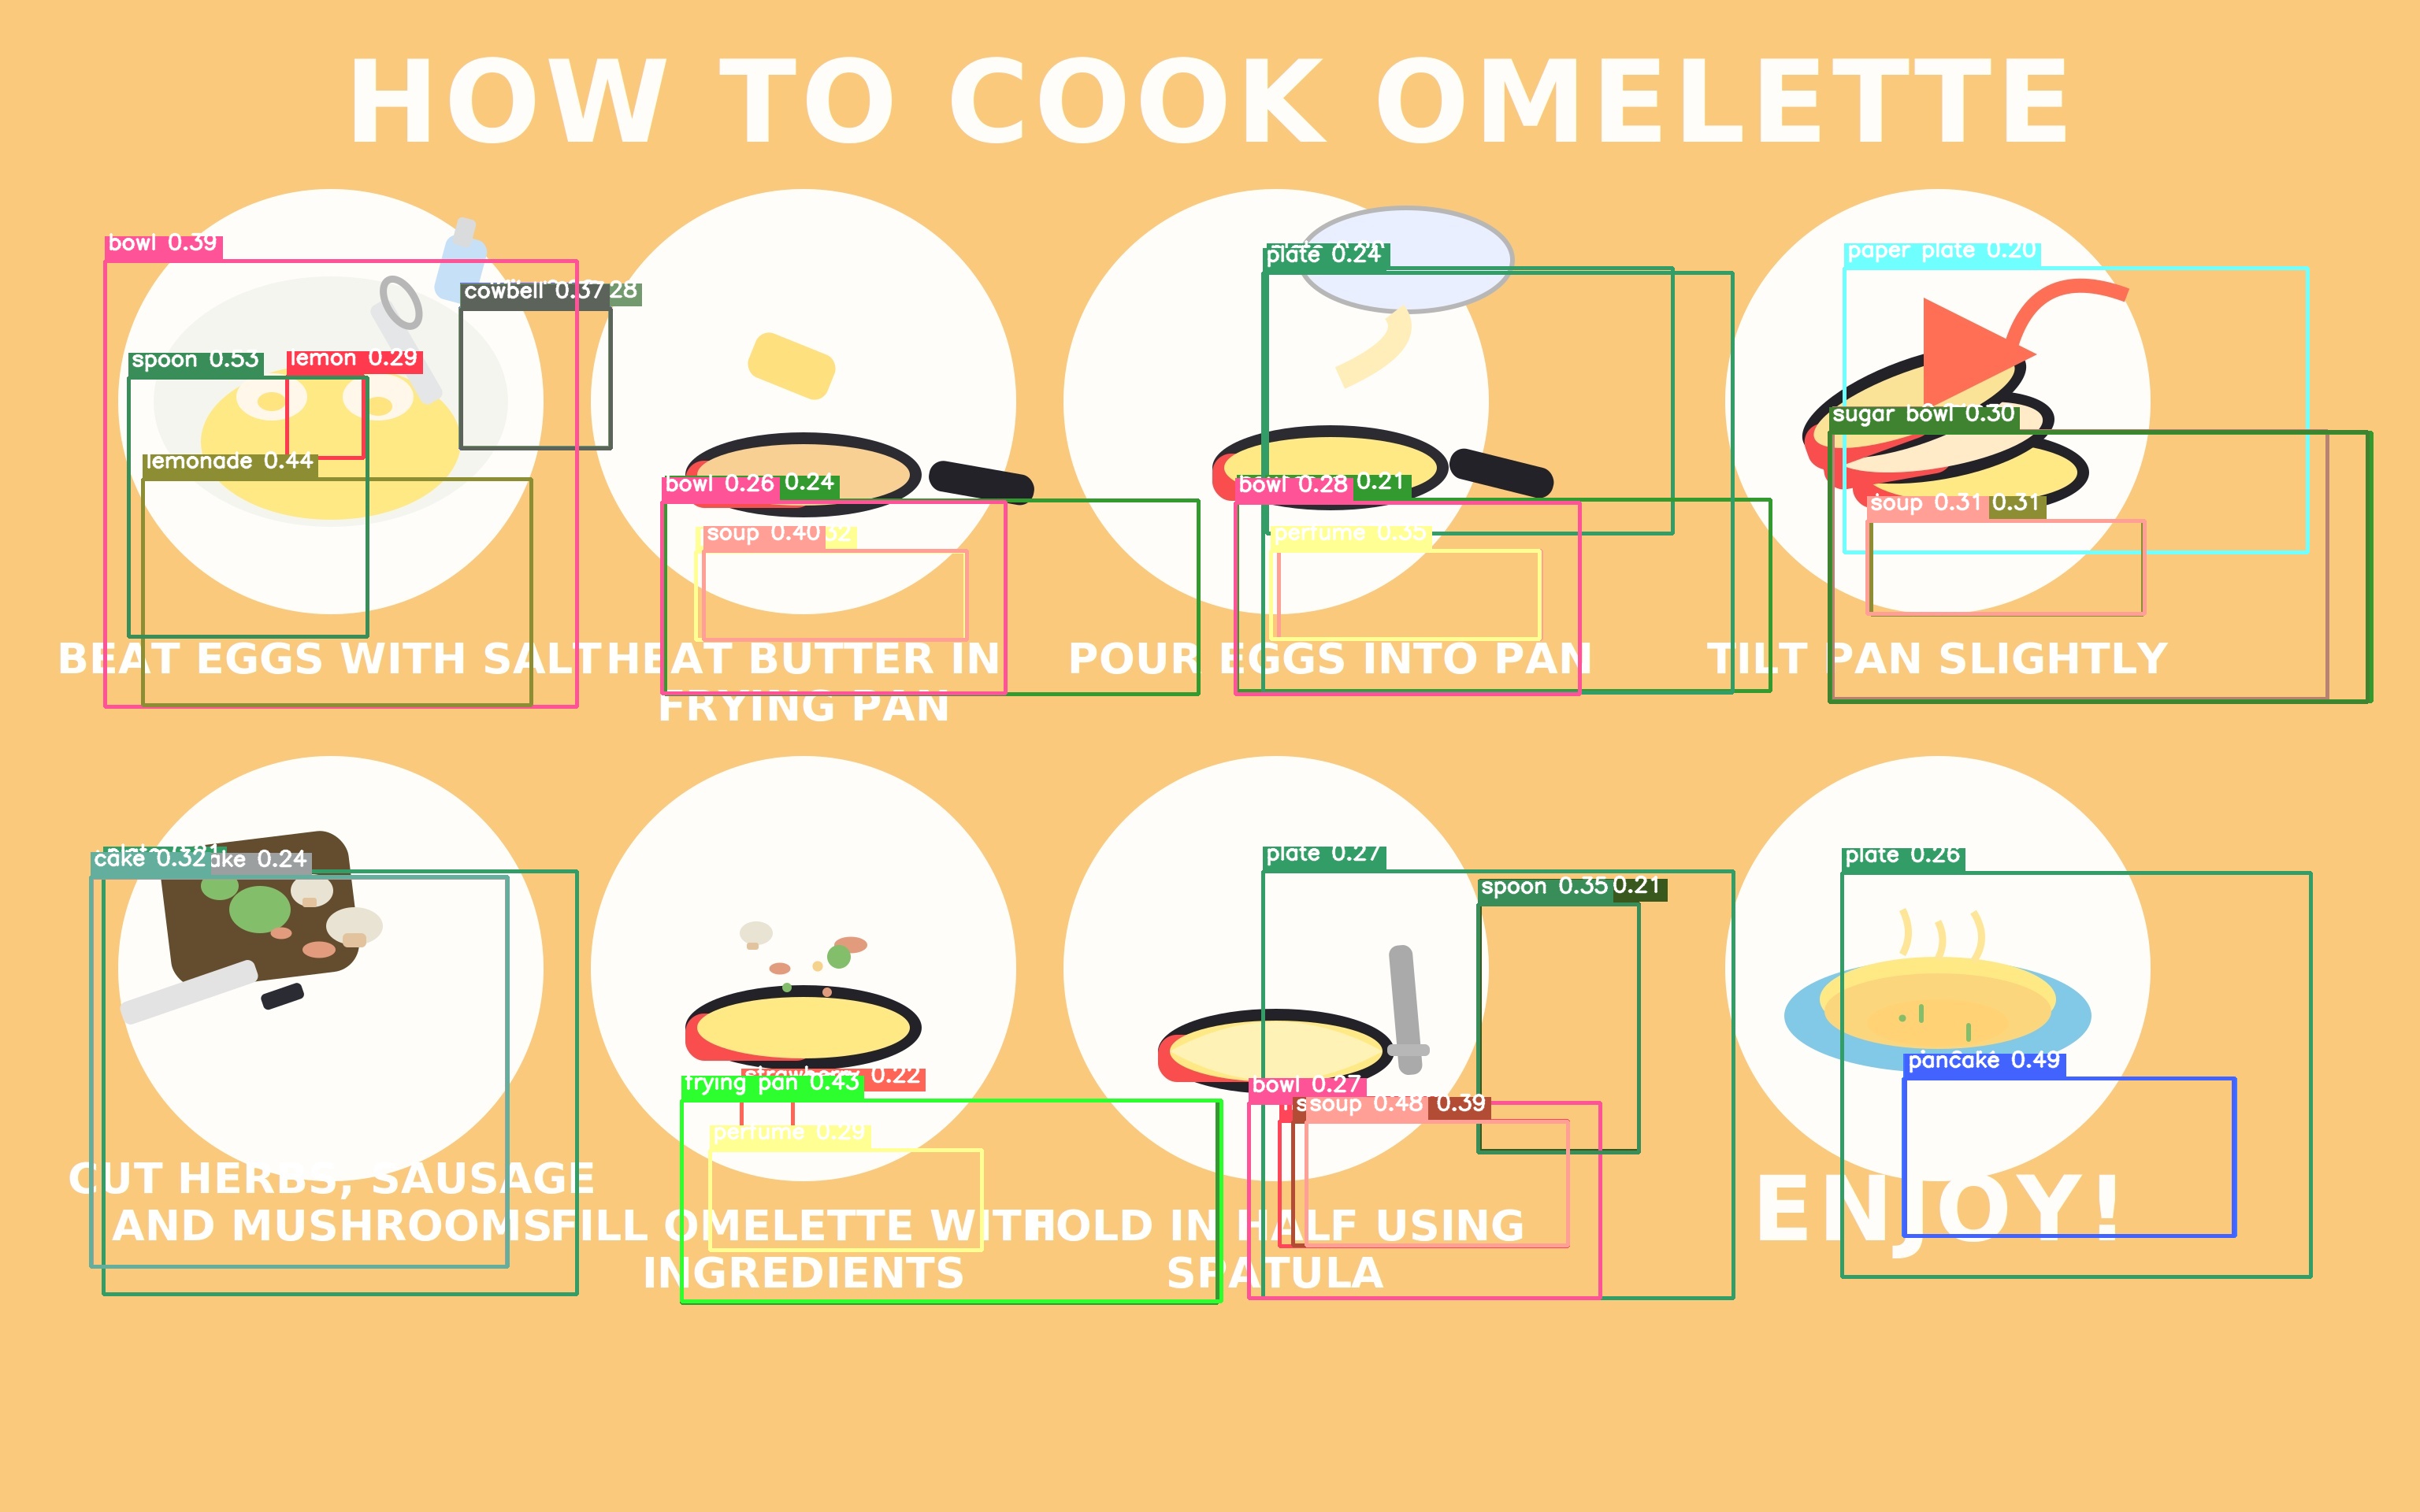 HOW TO COOK OMELETTE
bowl 0.39
cowbell 0.37 28
spoon 0.53
lemon 0.29
lemonade 0.44
BEAT EGGS WITH SALT
bowl 0.26 0.24
soup 0.40 32
HEAT BUTTER IN
FRYING PAN
plate 0.24
bowl 0.28 0.21
perfume 0.35
POUR EGGS INTO PAN
paper plate 0.20
sugar bowl 0.30
soup 0.31 0.31
TILT PAN SLIGHTLY
cake 0.32 ake 0.24
CUT HERBS, SAUSAGE
AND MUSHROOMS
0.22
frying pan 0.43
perfume 0.29
FILL OMELETTE WITH
INGREDIENTS
plate 0.27
spoon 0.35 0.21
bowl 0.27
soup 0.48 0.39
HOLD IN HALF USING
SPATULA
plate 0.26
pancake 0.49
ENJOY!